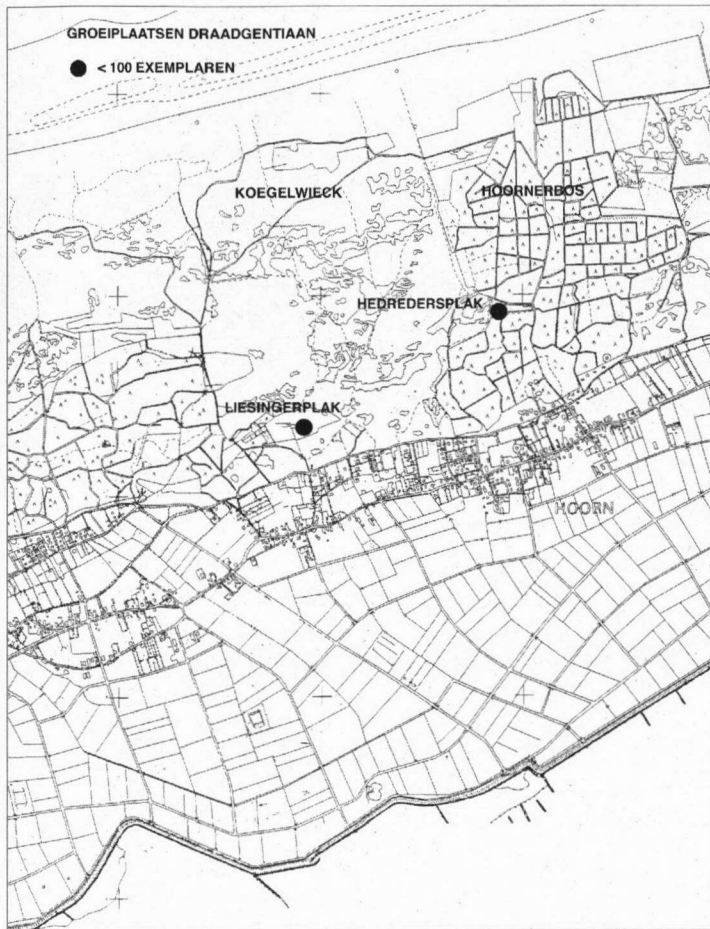 GROEIPLAATSEN DRAADGENTIAAN
< 100 EXEMPLAREN
KOEGELWIECK
HOORNERBOS
HEDREDERSPLAK
LIESINGERPLAK
HOORN